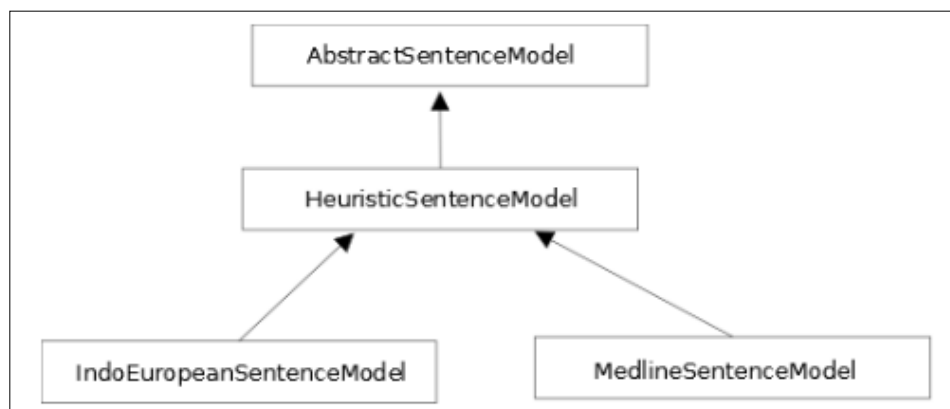 AbstractSentenceModel
HeuristicSentenceModel
IndoEuropeanSentenceModel
MedlineSentenceModel